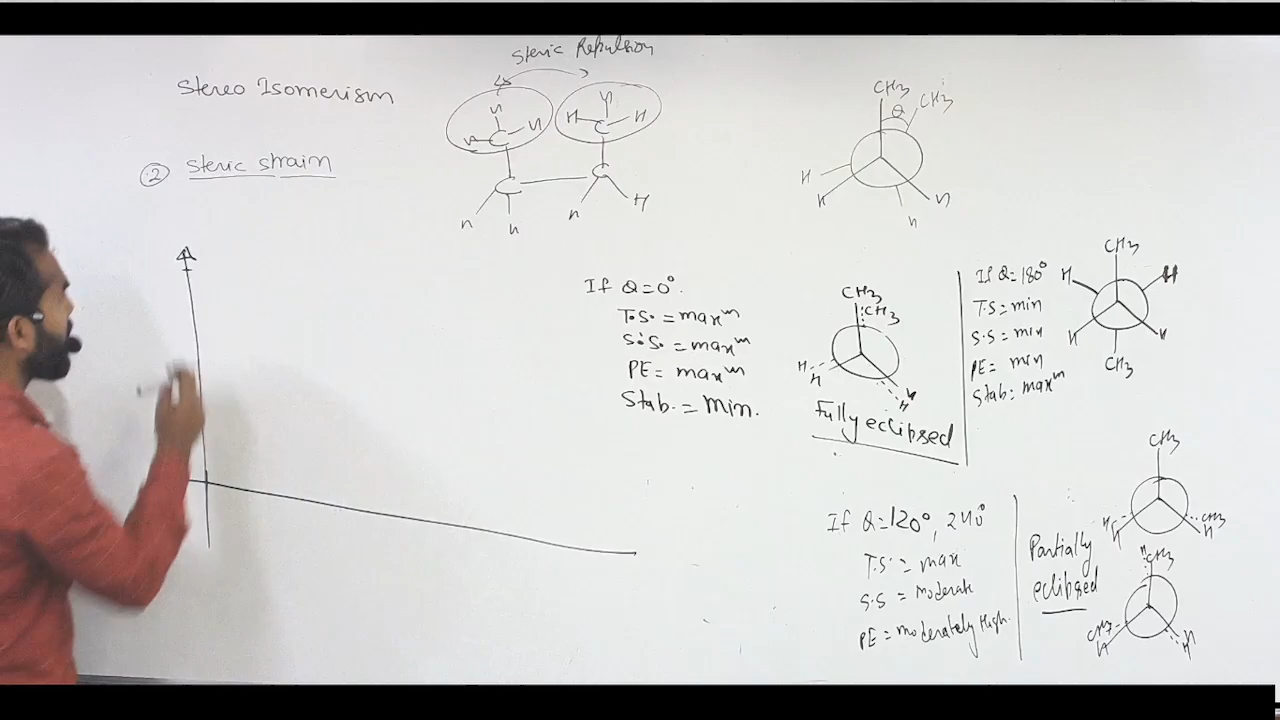 Stereo Isomerism
② Steric strain
Steric Repulsion
H H H
C C
C C
H
CH3
θ CH3
H
If θ=0°.
T.S. = maxᵐ
S.S. = maxᵐ
PE = maxᵐ
Stab. = Min.
CH3
CH3
H H
H
Fully eclipsed
If θ=180°
T.S = min
S.S = min
PE = min
Stab = maxᵐ
CH3
H H
H
CH3
If θ=120°, 240°
T.S = max
S.S = moderate
PE = moderately High.
Partially
eclipsed
CH3
H H CH3 H
H CH3
CH3 H H